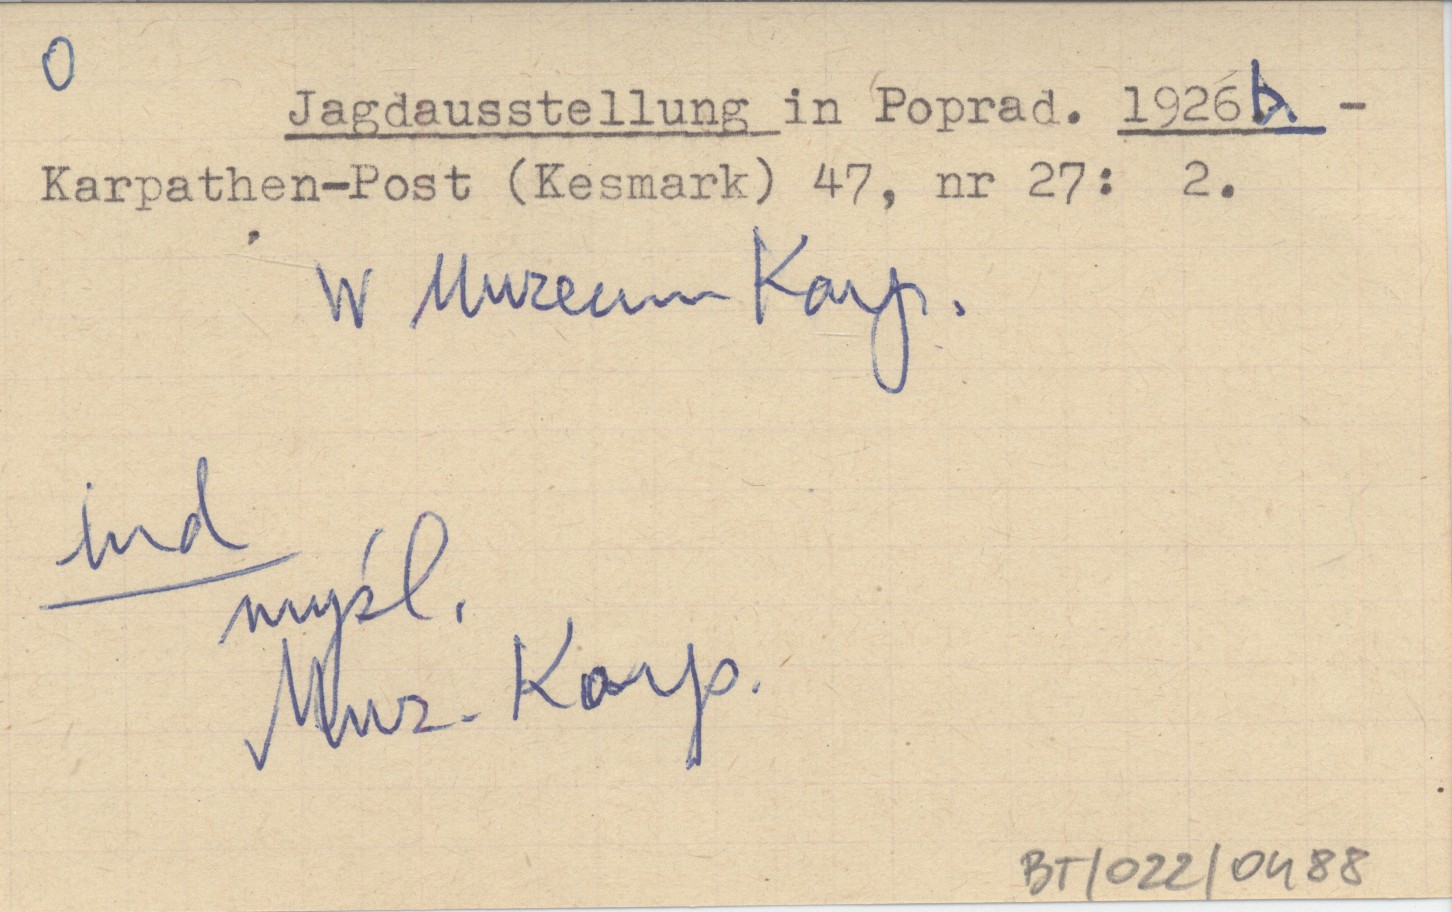 0
Jagdausstellung in Poprad. 1926b -
Karpathen-Post (Kesmark) 47, nr 27: 2.
W Muzeum Karp.
ind
myśl.
Muz. Karp.
BT/022/0488